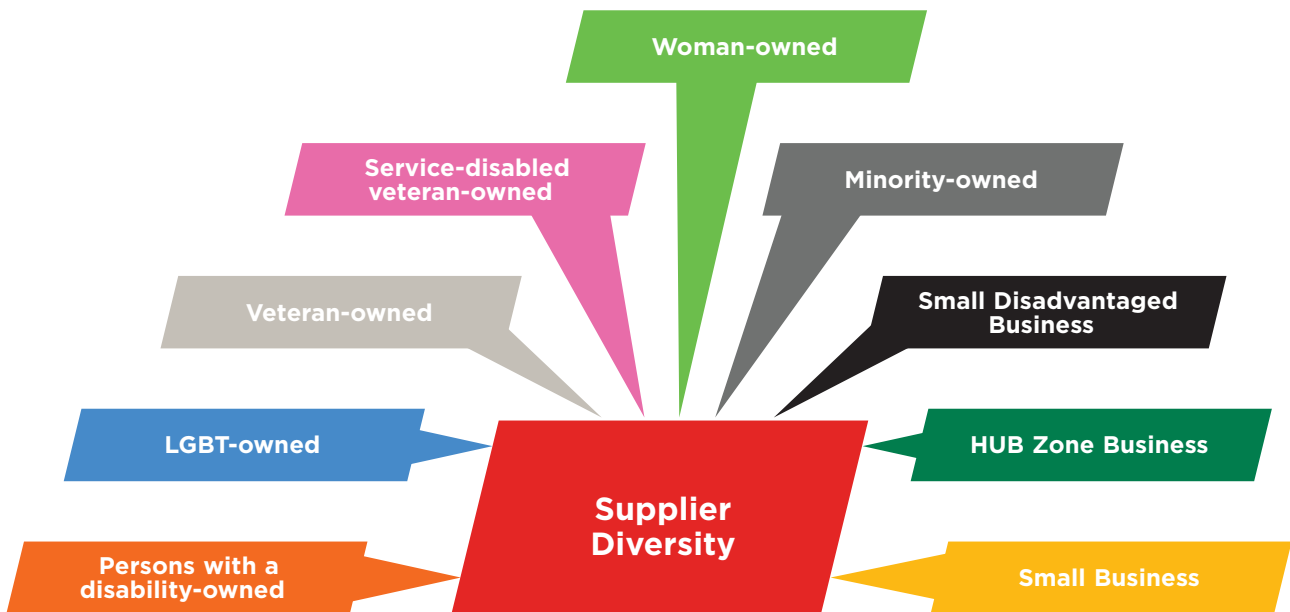 Woman-owned
Service-disabled
veteran-owned
Minority-owned
Veteran-owned
Small Disadvantaged
Business
LGBT-owned
HUB Zone Business
Supplier
Diversity
Persons with a
disability-owned
Small Business